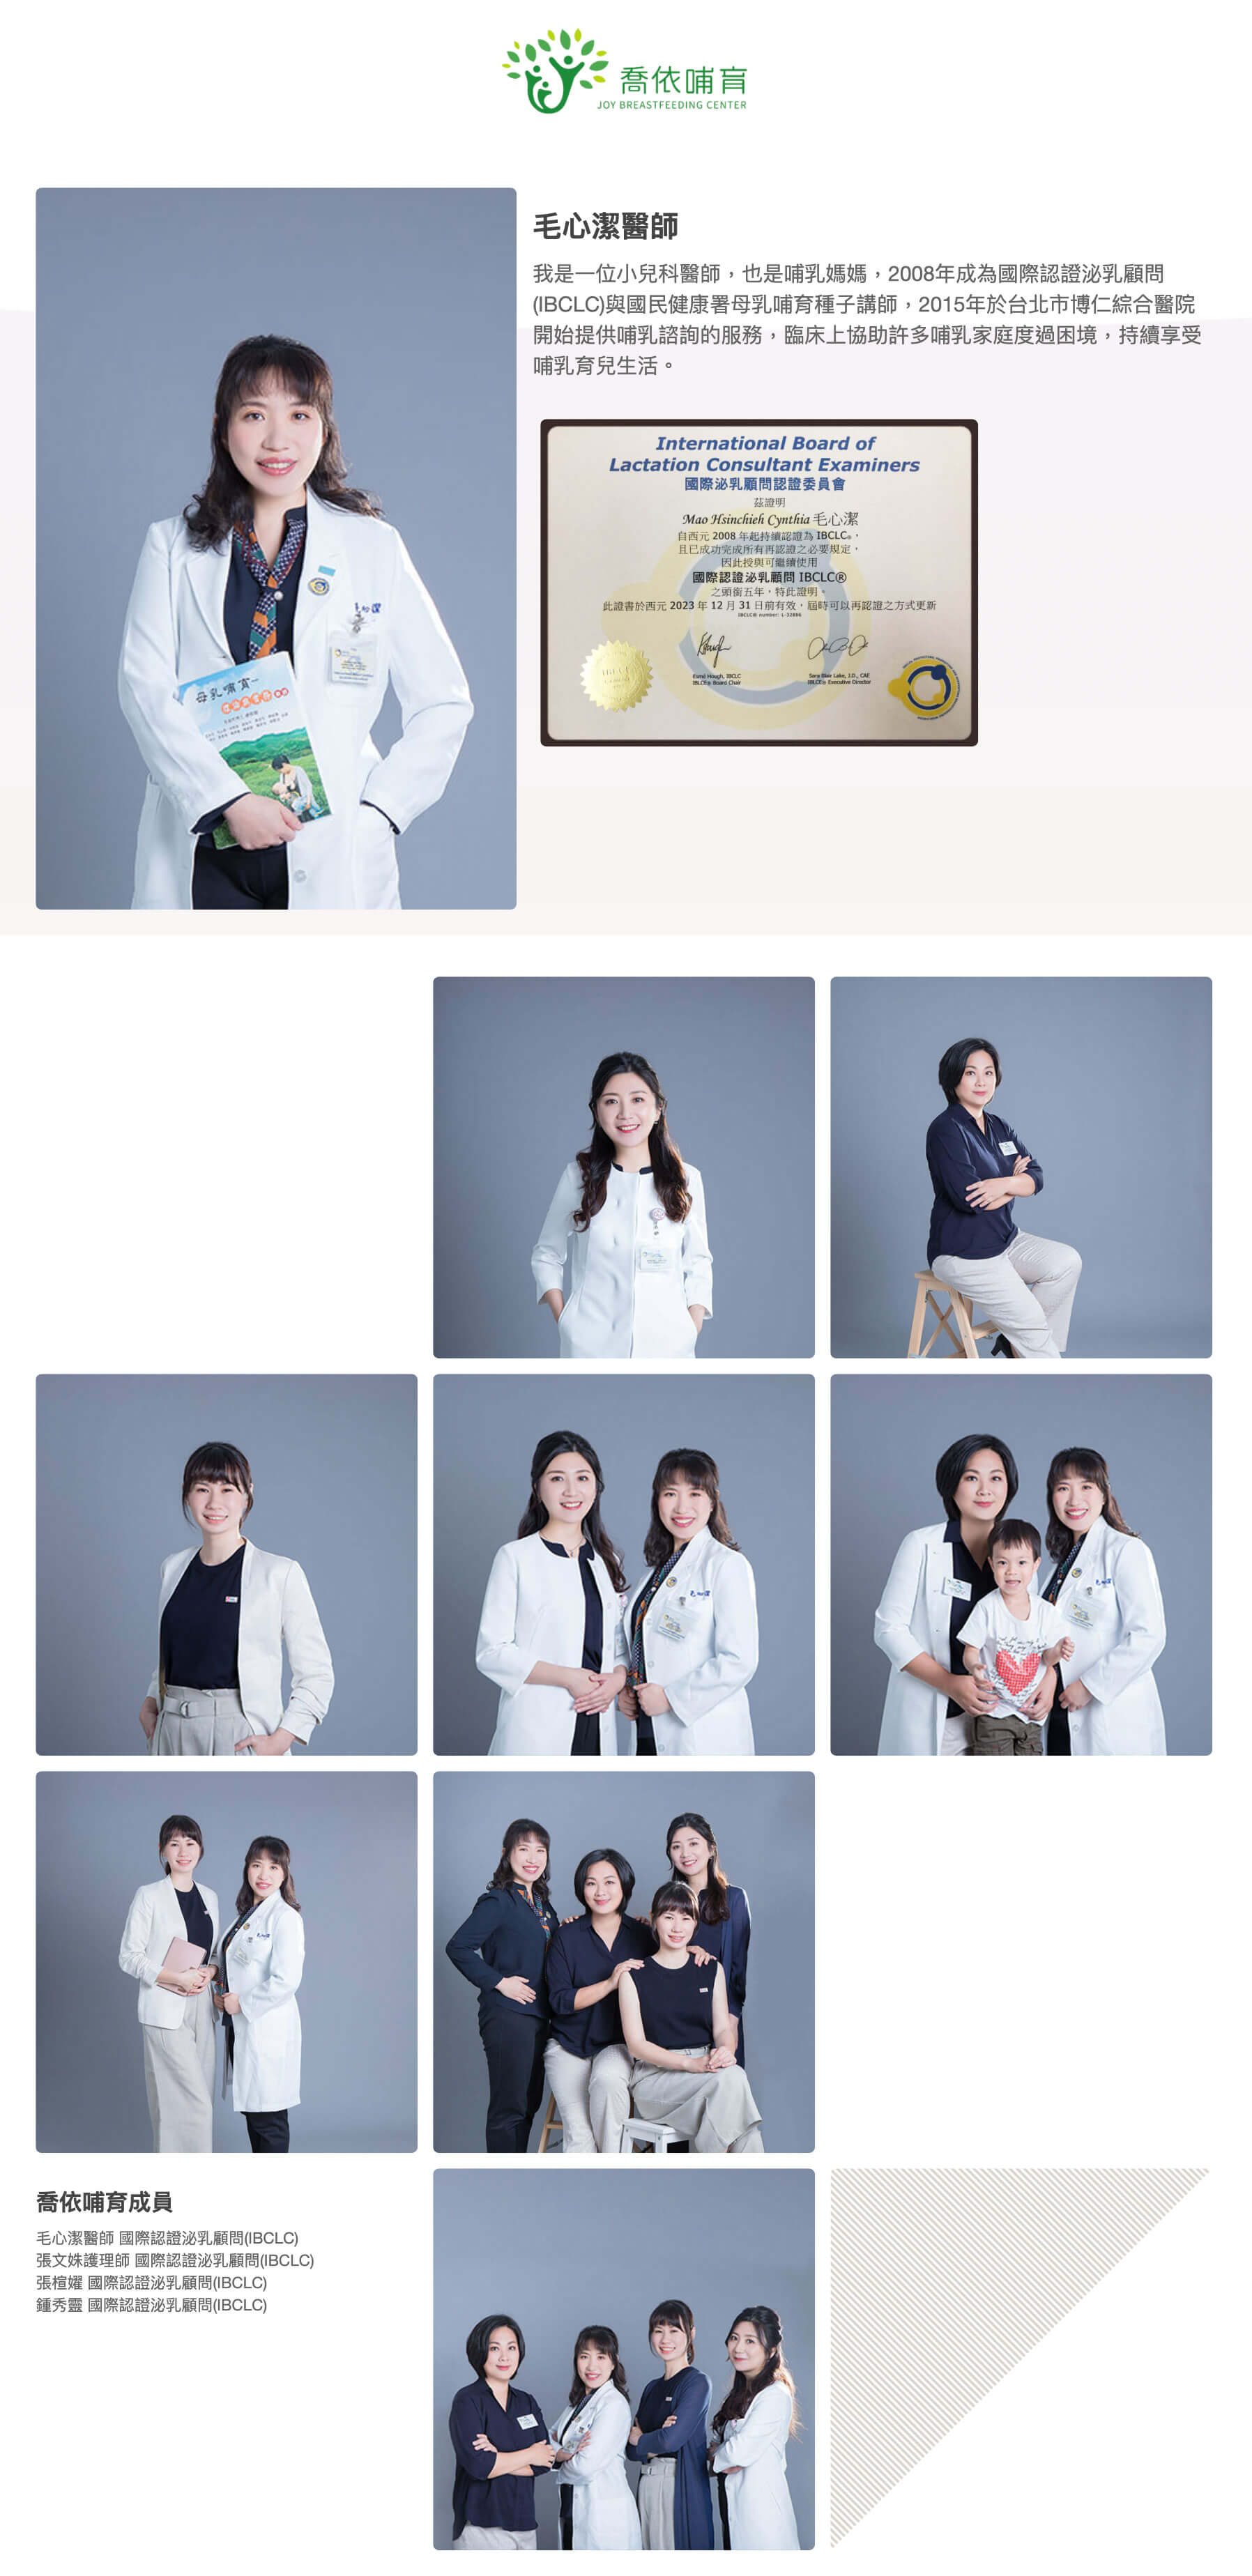 喬依哺育
JOY BREASTFEEDING CENTER
毛心潔醫師
我是一位小兒科醫師，也是哺乳媽媽，2008年成為國際認證泌乳顧問
(IBCLC)與國民健康署母乳哺育種子講師，2015年於台北市博仁綜合醫院
開始提供哺乳諮詢的服務，臨床上協助許多哺乳家庭度過困境，持續享受
哺乳育兒生活。
International Board of
Lactation Consultant Examiners
國際泌乳顧問認證委員會
茲證明
Mao Hsinchieh Cynthia 毛心潔
自西元 2008 年起持續認證為 IBCLC®，
且已成功完成所有再認證之必要規定，
因此授與可繼續使用
國際認證泌乳顧問 IBCLC®
之頭銜五年，特此證明。
此證書於西元 2023 年 12 月 31 日前有效，屆時可以再認證之方式更新
IBLCE® Board Chair
IBLCE® Executive Director
母乳哺育
喬依哺育成員
毛心潔醫師 國際認證泌乳顧問(IBCLC)
張文姝護理師 國際認證泌乳顧問(IBCLC)
張楦嬥 國際認證泌乳顧問(IBCLC)
鍾秀靈 國際認證泌乳顧問(IBCLC)